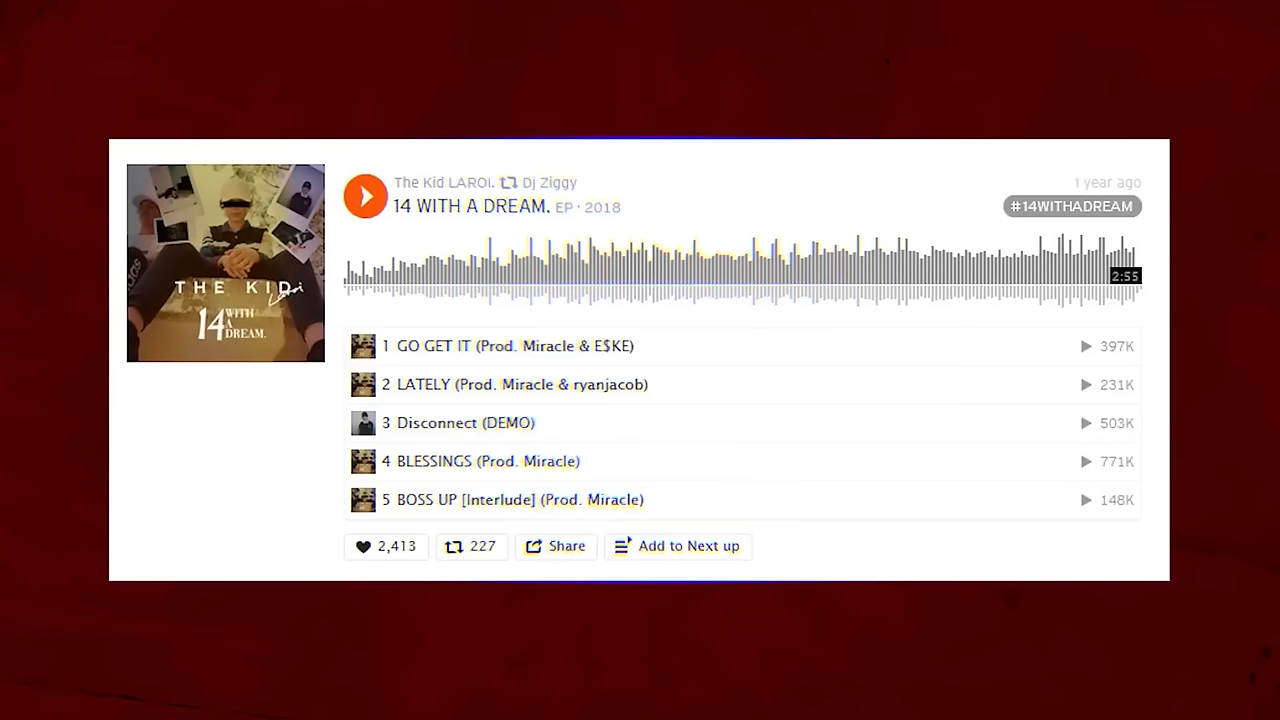 The Kid LAROI. Dj Ziggy
1 year ago
14 WITH A DREAM. EP · 2018
#14WITHADREAM
2:55
THE KID
Laroi
14 WITH
A
DREAM.
1 GO GET IT (Prod. Miracle & E$KE) 397K
2 LATELY (Prod. Miracle & ryanjacob) 231K
3 Disconnect (DEMO) 503K
4 BLESSINGS (Prod. Miracle) 771K
5 BOSS UP [Interlude] (Prod. Miracle) 148K
2,413 227 Share Add to Next up